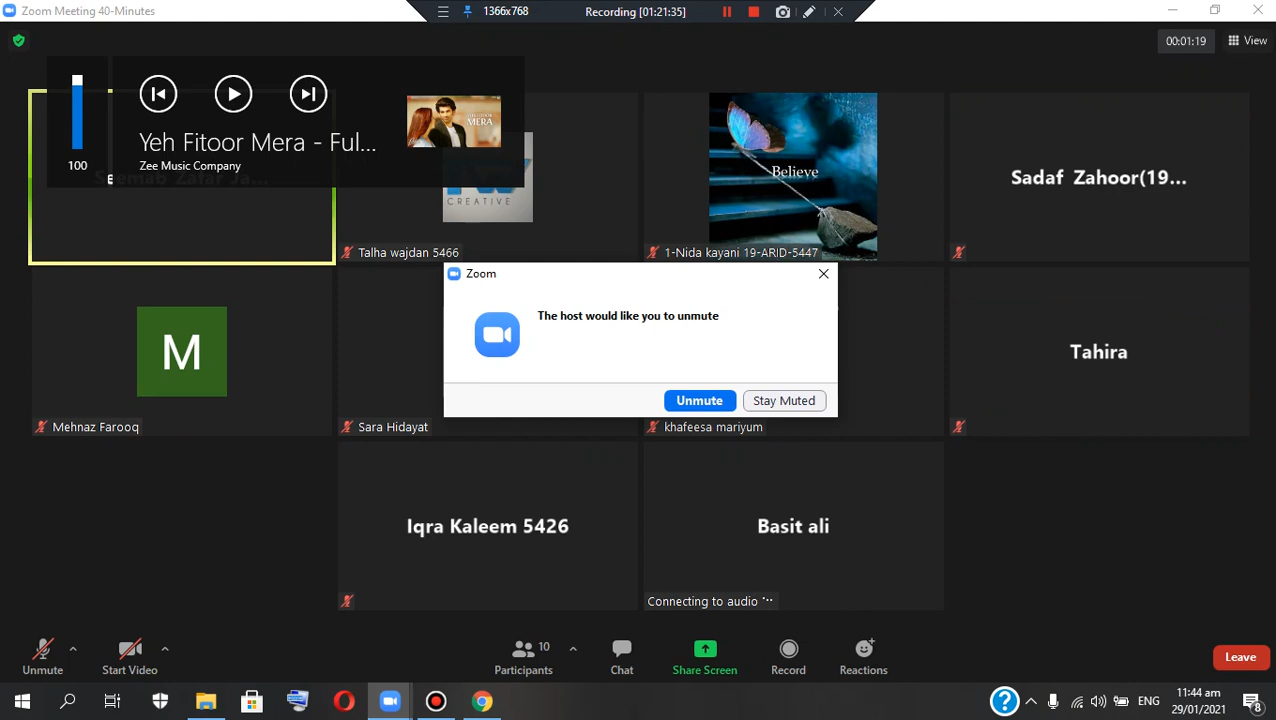 Zoom Meeting 40-Minutes
1366x768
Recording [01:21:35]
00:01:19
View
Yeh Fitoor Mera - Ful...
Zee Music Company
100
MERA
Seemab Zafar Ja...
CREATIVE
Talha wajdan 5466
Believe
1-Nida kayani 19-ARID-5447
Sadaf Zahoor(19...
Zoom
The host would like you to unmute
Unmute
Stay Muted
M
Mehnaz Farooq
Sara Hidayat
khafeesa mariyum
Tahira
Iqra Kaleem 5426
Basit ali
Connecting to audio
Unmute
Start Video
10
Participants
Chat
Share Screen
Record
Reactions
Leave
ENG
11:44 am
29/01/2021
8